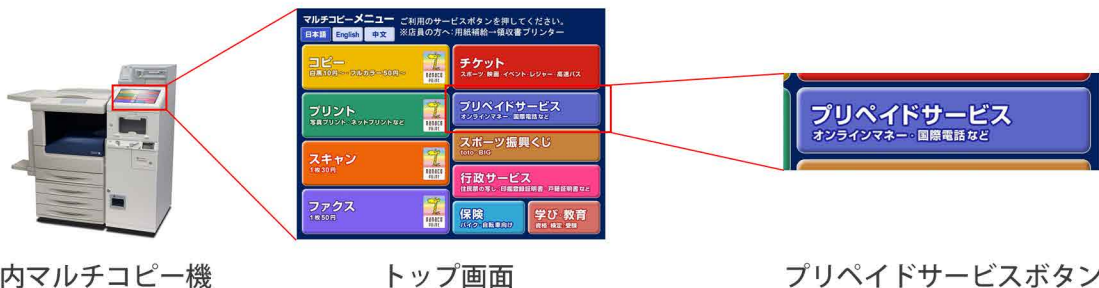 マルチコピーメニュー
ご利用のサービスボタンを押してください。
日本語 English 中文
※店員の方へ:用紙補給→領収書プリンター
コピー
白黒10円~ フルカラー50円~
チケット
スポーツ・映画・イベント・レジャー・高速バス
プリント
写真プリント、ネットプリントなど
プリペイドサービス
オンラインマネー・国際電話など
スキャン
1枚30円
スポーツ振興くじ
toto・BIG
行政サービス
住民票の写し・印鑑登録証明書・戸籍証明書など
ファクス
1枚50円
保険
バイク・自転車向け
学び・教育
資格・検定・受験
プリペイドサービス
オンラインマネー・国際電話など
内マルチコピー機
トップ画面
プリペイドサービスボタン